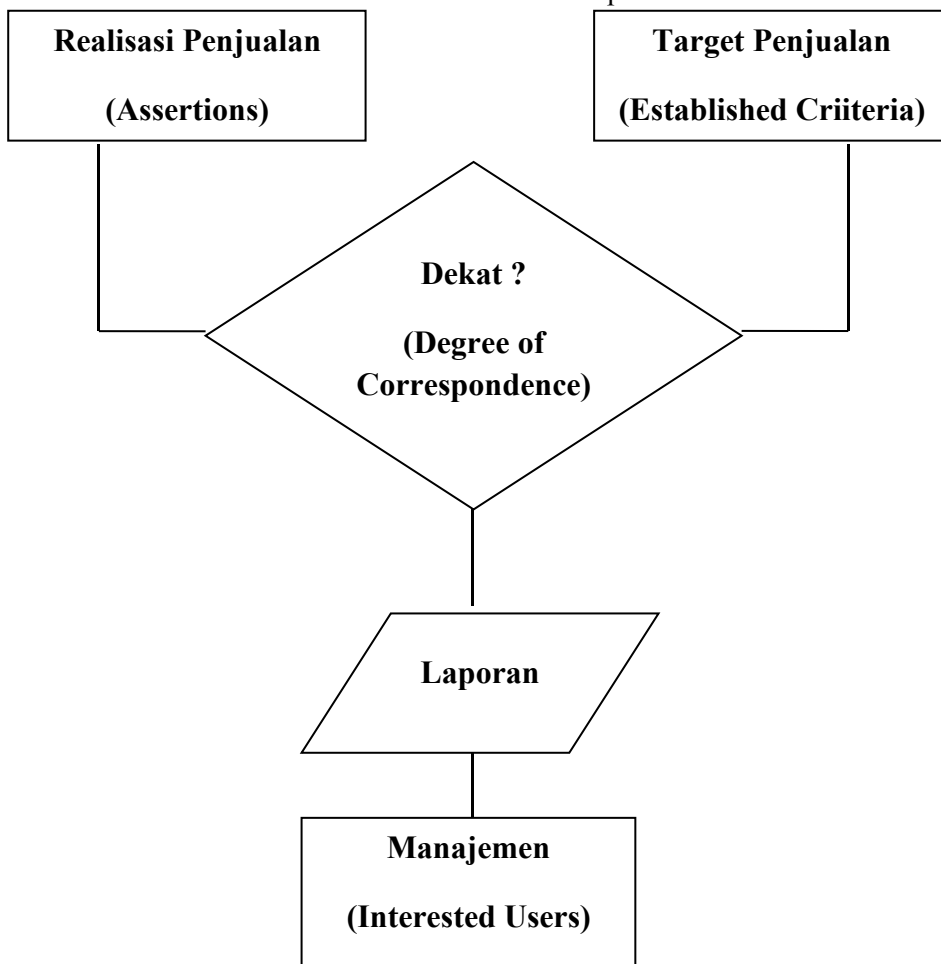 Realisasi Penjualan
(Assertions)
Target Penjualan
(Established Criiteria)
Dekat ?
(Degree of
Correspondence)
Laporan
Manajemen
(Interested Users)